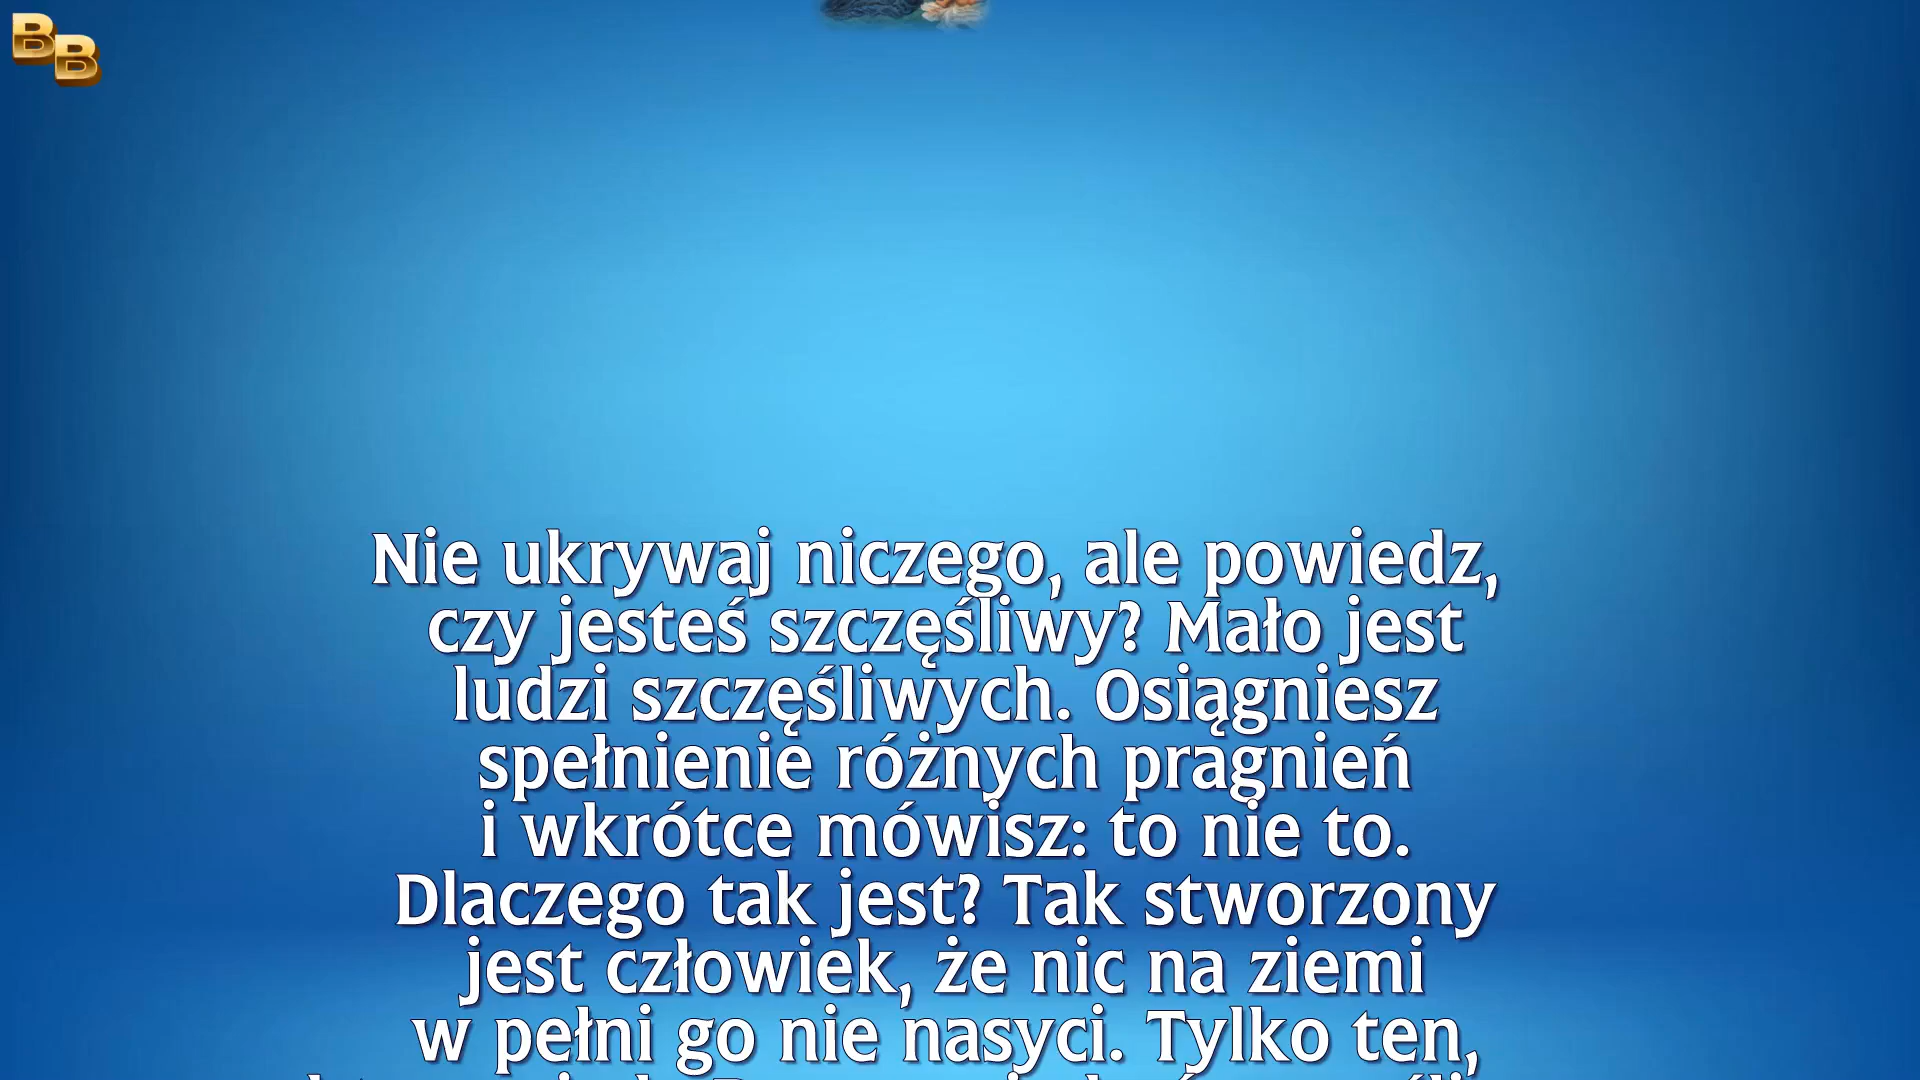 BB
Nie ukrywaj niczego, ale powiedz,
czy jesteś szczęśliwy? Mało jest
ludzi szczęśliwych. Osiągniesz
spełnienie różnych pragnień
i wkrótce mówisz: to nie to.
Dlaczego tak jest? Tak stworzony
jest człowiek, że nic na ziemi
w pełni go nie nasyci. Tylko ten,